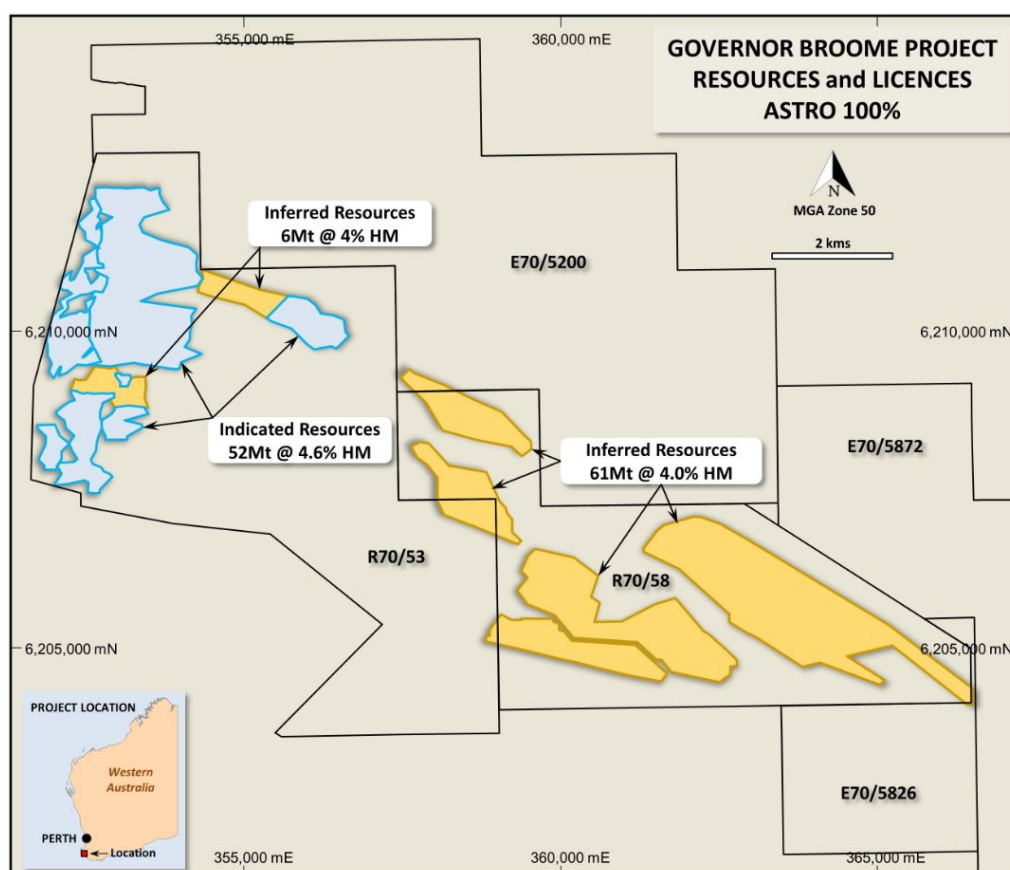 355,000 mE
360,000 mE
GOVERNOR BROOME PROJECT
RESOURCES and LICENCES
ASTRO 100%
N
MGA Zone 50
2 kms
Inferred Resources
6Mt @ 4% HM
E70/5200
6,210,000 mN
6,210,000 mN
Indicated Resources
52Mt @ 4.6% HM
Inferred Resources
61Mt @ 4.0% HM
E70/5872
R70/53
R70/58
6,205,000 mN
6,205,000 mN
PROJECT LOCATION
Western
Australia
PERTH
Location
E70/5826
355,000 mE
360,000 mE
365,000 mE